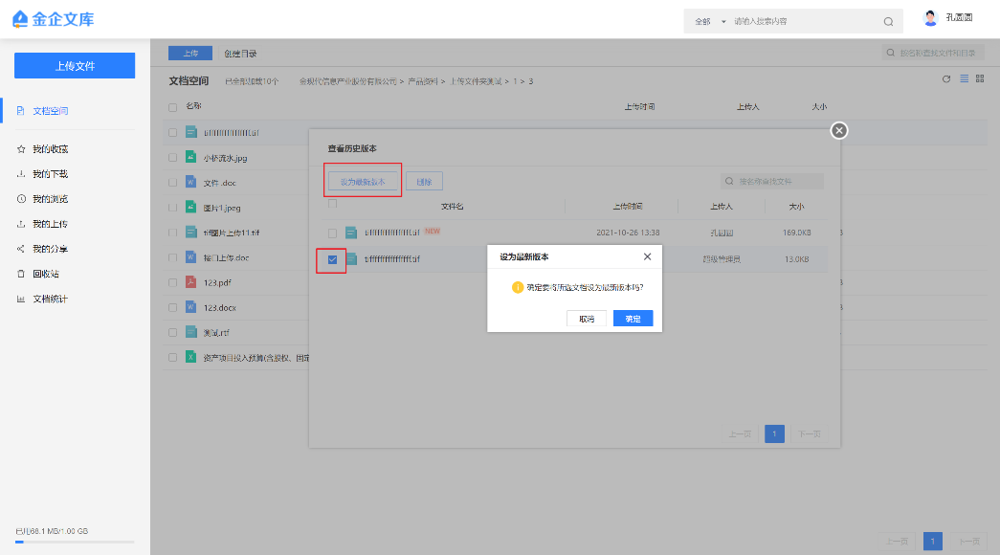 金企文库
全部 请输入搜索内容
孔圆圆
上传文件
文档空间
我的收藏
我的下载
我的浏览
我的上传
我的分享
回收站
文档统计
已用68.1 MB/1.00 GB
上传 创建目录 按名称查找文件和目录
文档空间 已全部加载10个 金现代信息产业股份有限公司 > 产品资料 > 上传文件夹测试 > 1 > 3
名称 上传时间 上传人 大小
小桥流水.jpg
文件 .doc
图片1.jpeg
tif图片上传11.tif
接口上传.doc
123.pdf
123.docx
测试.rtf
资产项目投入预算(含股权、固定
查看历史版本
设为最新版本 删除 按名称查找文件
文件名 上传时间 上传人 大小
NEW 2021-10-26 13:38 孔圆圆 169.0KB
超级管理员 13.0KB
设为最新版本
确定要将所选文档设为最新版本吗?
取消 确定
上一页 1 下一页
上一页 1 下一页